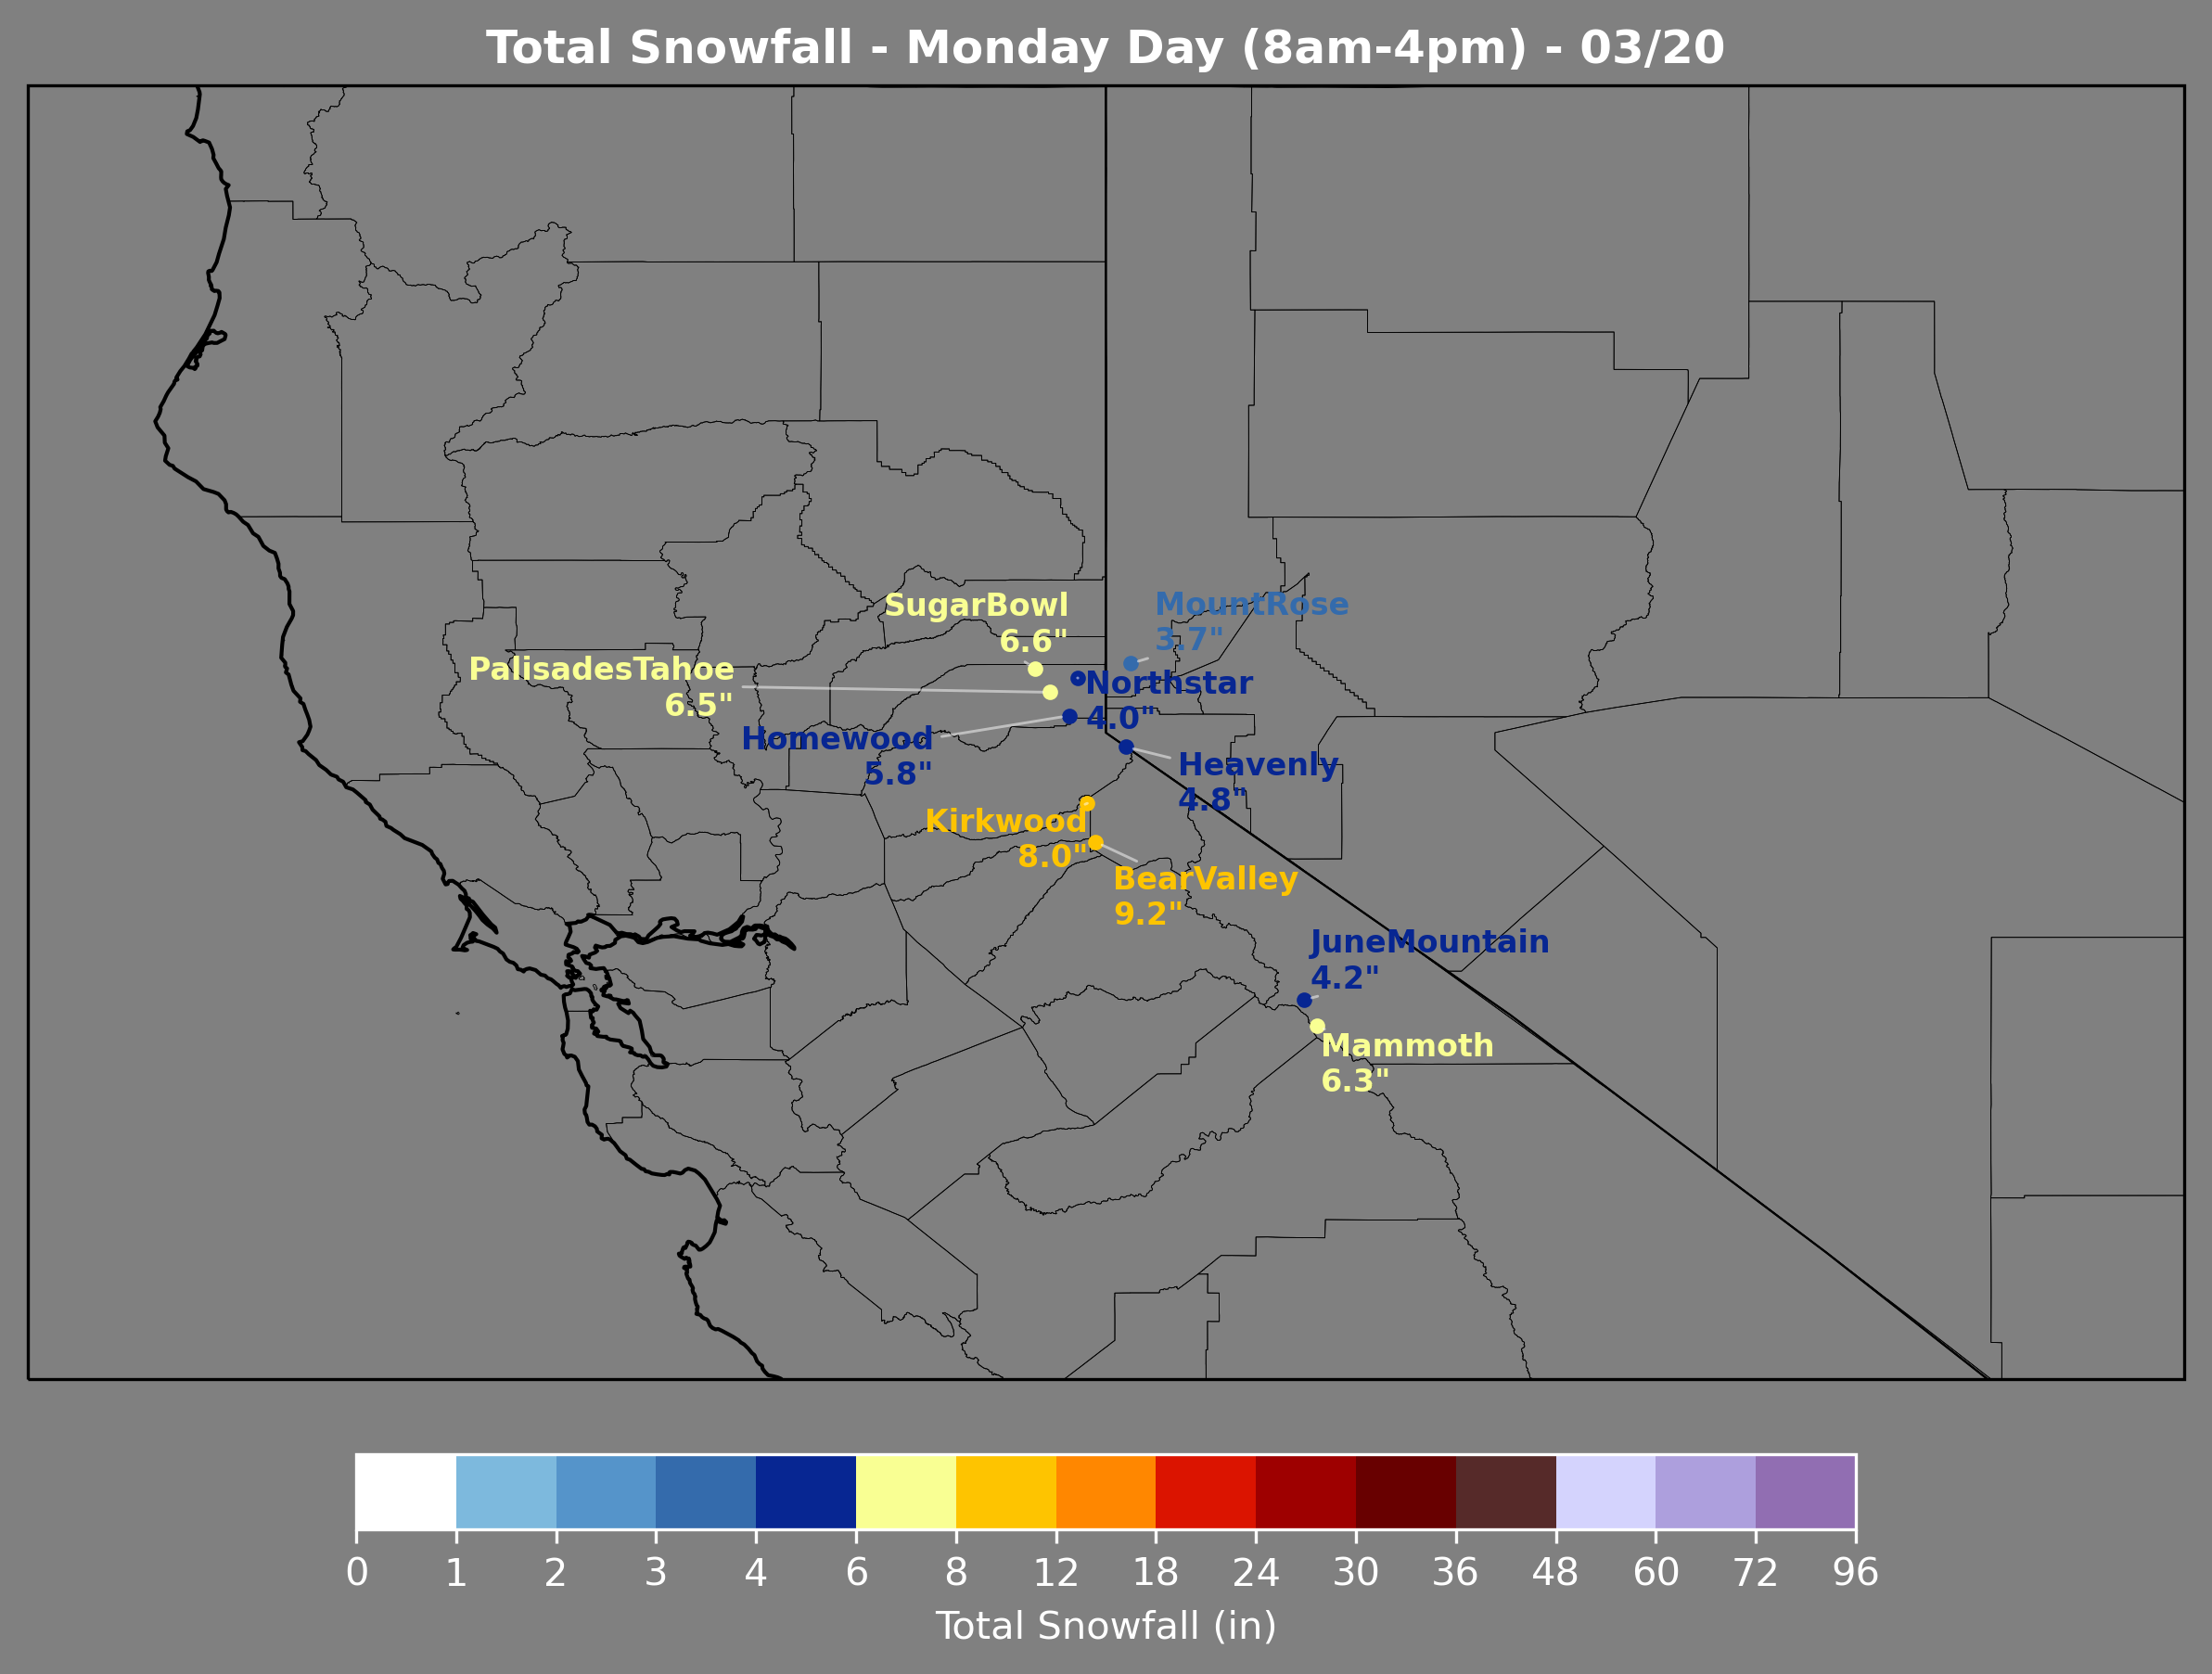 Total Snowfall - Monday Day (8am-4pm) - 03/20
SugarBowl
6.6"
MountRose
3.7"
PalisadesTahoe
6.5"
Northstar
4.0"
Homewood
5.8"
Heavenly
4.8"
Kirkwood
8.0"
BearValley
9.2"
JuneMountain
4.2"
Mammoth
6.3"
0 1 2 3 4 6 8 12 18 24 30 36 48 60 72 96
Total Snowfall (in)